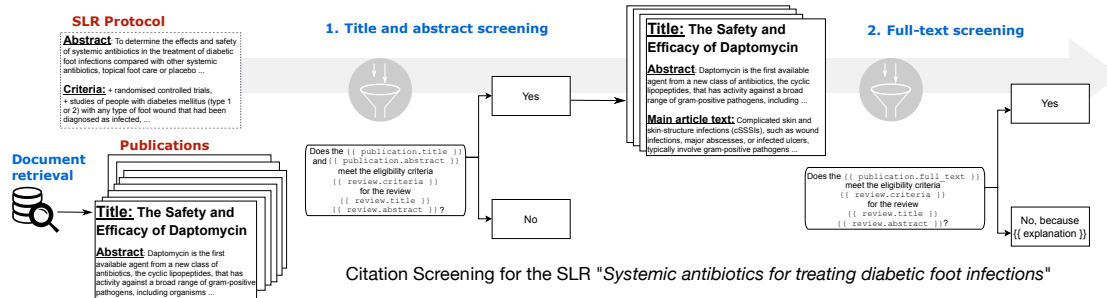 SLR Protocol
Abstract: To determine the effects and safety
of systemic antibiotics in the treatment of diabetic
foot infections compared with other systemic
antibiotics, topical foot care or placebo ...
Criteria: + randomised controlled trials,
+ studies of people with diabetes mellitus (type 1
or 2) with any type of foot wound that had been
diagnosed as infected, ...
Document
retrieval
Publications
Title: The Safety and
Efficacy of Daptomycin
Abstract: Daptomycin is the first
available agent from a new class of
antibiotics, the cyclic lipopeptides, that has
activity against a broad range of gram-positive
pathogens, including organisms ...
1. Title and abstract screening
Does the {{ publication.title }}
and {{ publication.abstract }}
meet the eligibility criteria
{{ review.criteria }}
for the review
{{ review.title }}
{{ review.abstract }}?
Yes
No
Title: The Safety and
Efficacy of Daptomycin
Abstract: Daptomycin is the first available
agent from a new class of antibiotics, the cyclic
lipopeptides, that has activity against a broad
range of gram-positive pathogens, including ...
Main article text: Complicated skin and
skin-structure infections (cSSSIs), such as wound
infections, major abscesses, or infected ulcers,
typically involve gram-positive pathogens ...
2. Full-text screening
Does the {{ publication.full_text }}
meet the eligibility criteria
{{ review.criteria }}
for the review
{{ review.title }}
{{ review.abstract }}?
Yes
No, because
{{ explanation }}
Citation Screening for the SLR "Systemic antibiotics for treating diabetic foot infections"